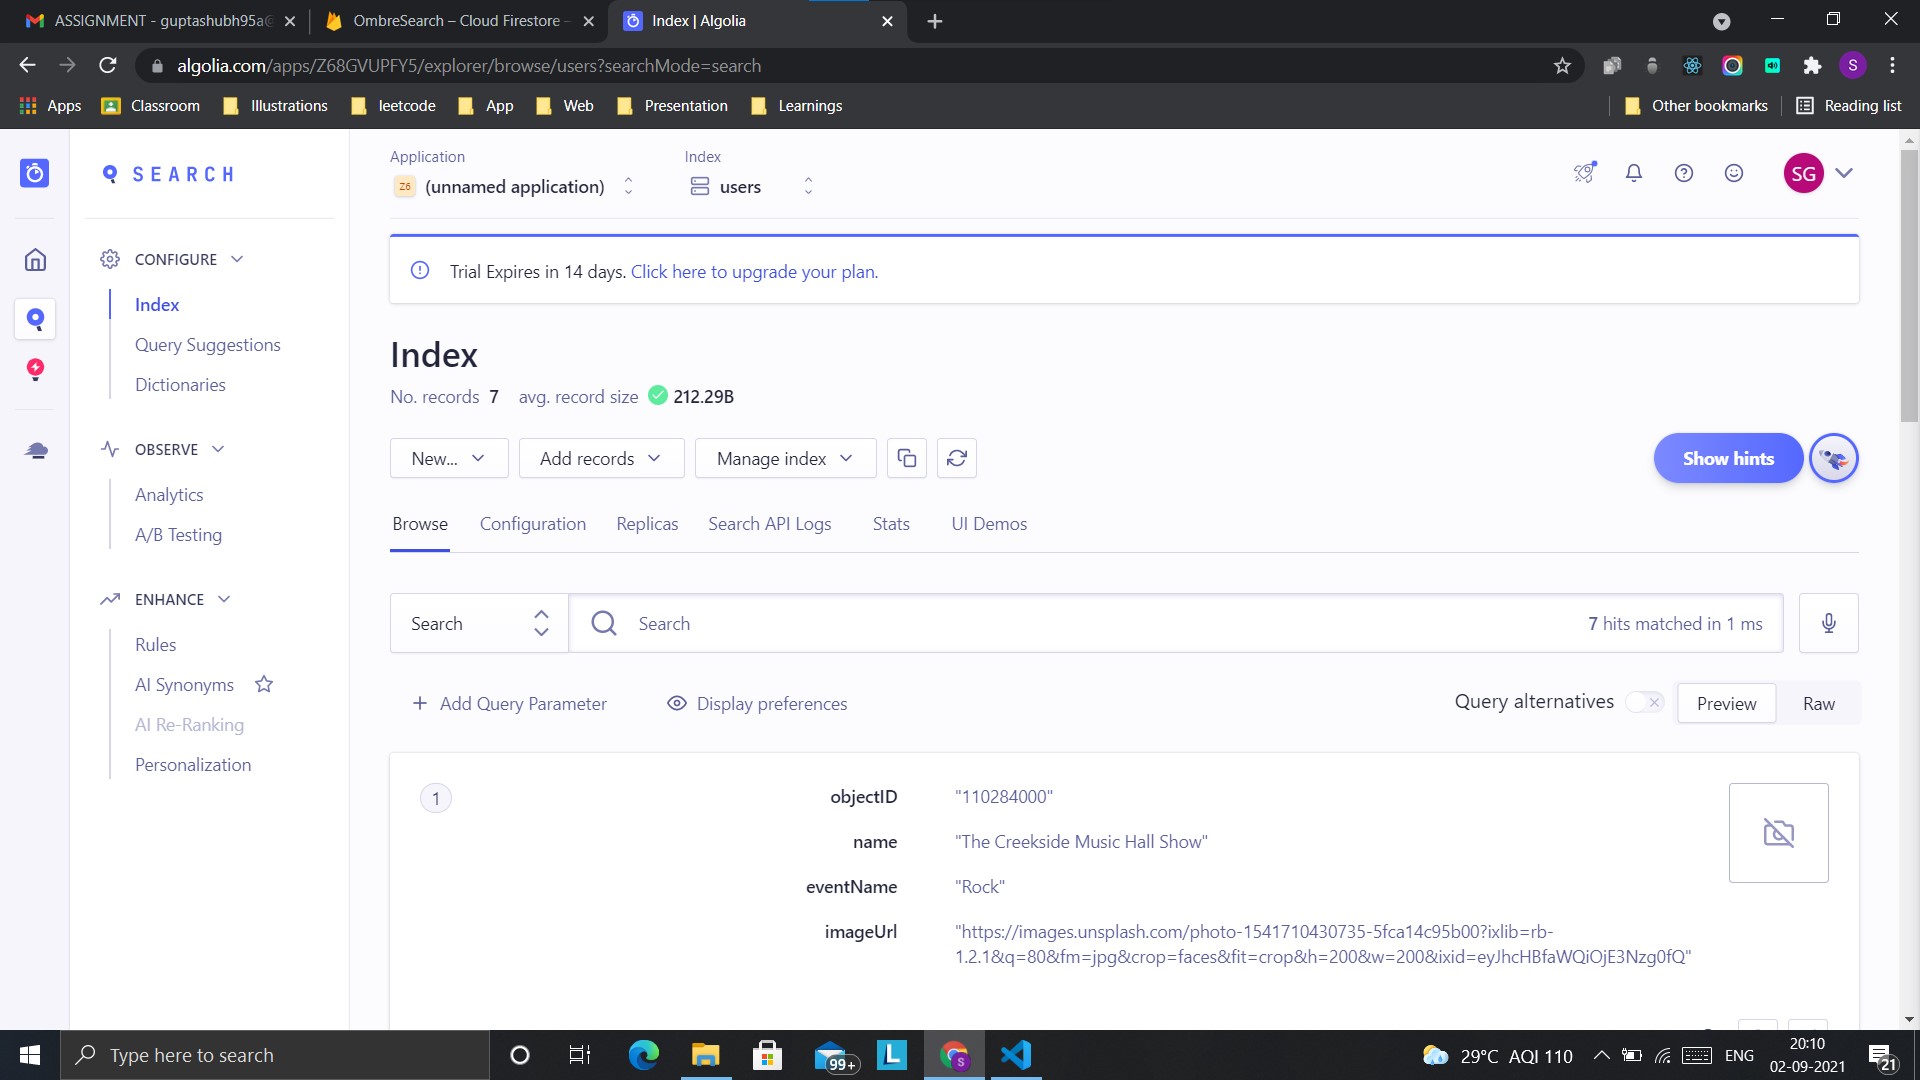 ASSIGNMENT - guptashubh95a@
OmbreSearch – Cloud Firestore –
Index | Algolia
algolia.com/apps/Z68GVUPFY5/explorer/browse/users?searchMode=search
S
Apps
Classroom
Illustrations
leetcode
App
Web
Presentation
Learnings
Other bookmarks
Reading list
SEARCH
CONFIGURE
Index
Query Suggestions
Dictionaries
OBSERVE
Analytics
A/B Testing
ENHANCE
Rules
AI Synonyms
AI Re-Ranking
Personalization
Application
Index
Z6 (unnamed application)
users
SG
Trial Expires in 14 days. Click here to upgrade your plan.
Index
No. records 7 avg. record size 212.29B
New...
Add records
Manage index
Show hints
Browse
Configuration
Replicas
Search API Logs
Stats
UI Demos
Search
Search
7 hits matched in 1 ms
Add Query Parameter
Display preferences
Query alternatives
Preview
Raw
1
objectID "110284000"
name "The Creekside Music Hall Show"
eventName "Rock"
imageUrl "https://images.unsplash.com/photo-1541710430735-5fca14c95b00?ixlib=rb-
1.2.1&q=80&fm=jpg&crop=faces&fit=crop&h=200&w=200&ixid=eyJhcHBfaWQiOjE3Nzg0fQ"
Type here to search
99+
L
S
29°C AQI 110
ENG
20:10
02-09-2021
21